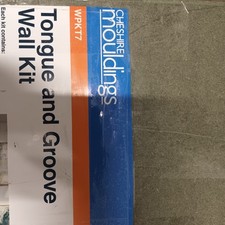 CHESHIRE
mouldings
WPKT7
Tongue and Groove
Wall Kit
Each kit contains: